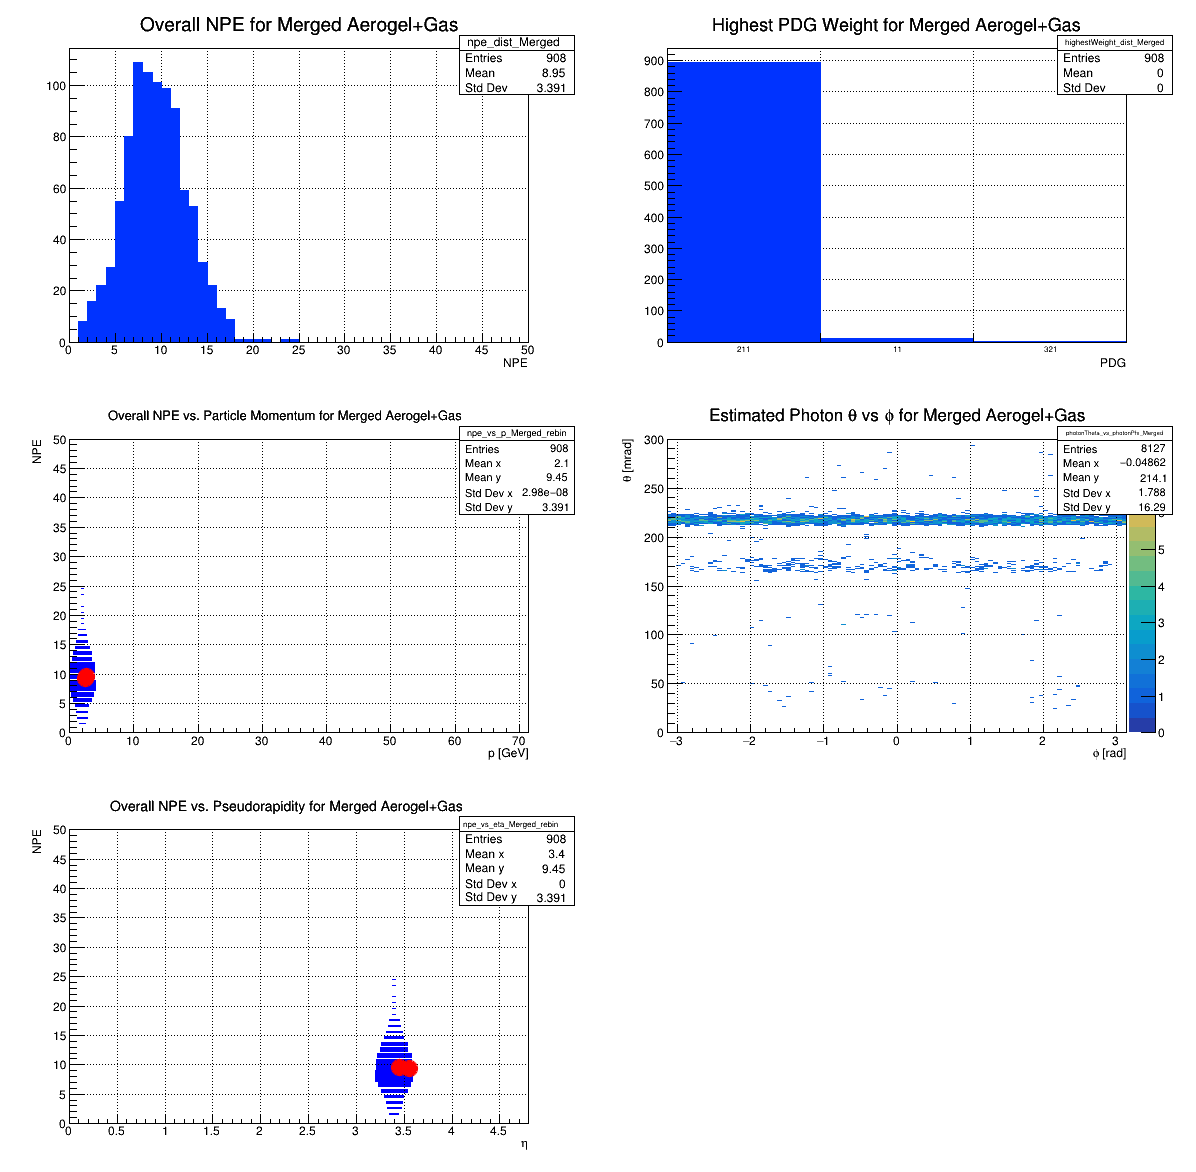 Overall NPE for Merged Aerogel+Gas
npe_dist_Merged
Entries 908
Mean 8.95
Std Dev 3.391
100
80
60
40
20
0
0 5 10 15 20 25 30 35 40 45 50
NPE
Highest PDG Weight for Merged Aerogel+Gas
highestWeight_dist_Merged
Entries 908
Mean 0
Std Dev 0
900
800
700
600
500
400
300
200
100
0
211 11 321
PDG
Overall NPE vs. Particle Momentum for Merged Aerogel+Gas
npe_vs_p_Merged_rebin
Entries 908
Mean x 2.1
Mean y 9.45
Std Dev x 2.98e−08
Std Dev y 3.391
NPE
50
45
40
35
30
25
20
15
10
5
0
0 10 20 30 40 50 60 70
p [GeV]
Estimated Photon θ vs ϕ for Merged Aerogel+Gas
photonTheta_vs_photonPhi_Merged
Entries 8127
Mean x −0.04862
Mean y 214.1
Std Dev x 1.788
Std Dev y 16.29
θ [mrad]
300
250
200
150
100
50
0
−3 −2 −1 0 1 2 3
ϕ [rad]
5
4
3
2
1
0
Overall NPE vs. Pseudorapidity for Merged Aerogel+Gas
npe_vs_eta_Merged_rebin
Entries 908
Mean x 3.4
Mean y 9.45
Std Dev x 0
Std Dev y 3.391
NPE
50
45
40
35
30
25
20
15
10
5
0
0 0.5 1 1.5 2 2.5 3 3.5 4 4.5
η